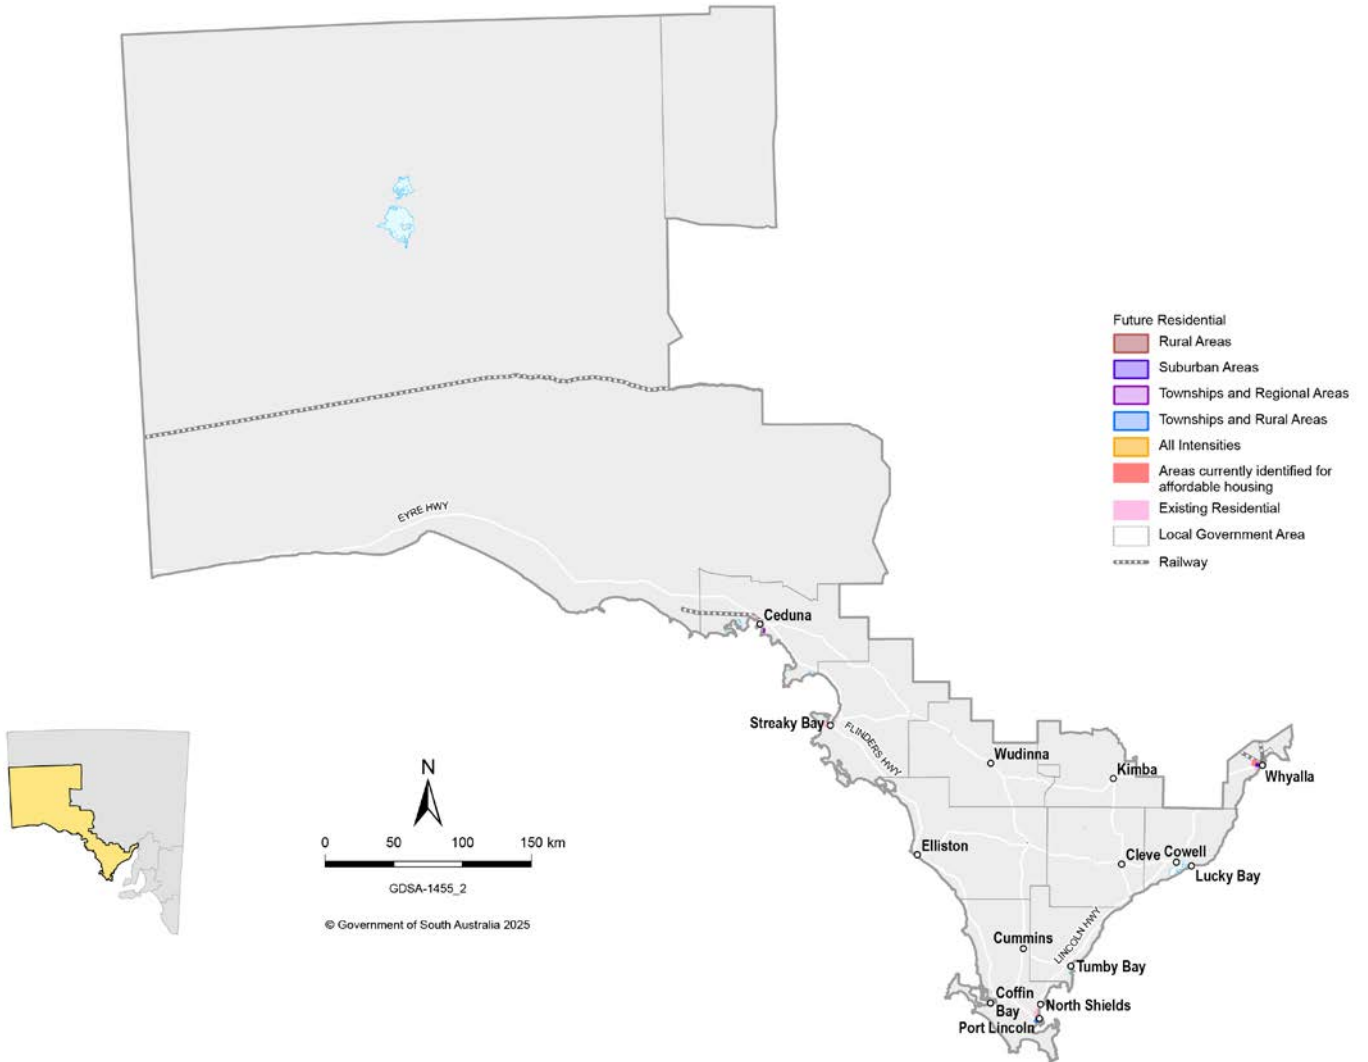 Future Residential
Rural Areas
Suburban Areas
Townships and Regional Areas
Townships and Rural Areas
All Intensities
Areas currently identified for
affordable housing
Existing Residential
Local Government Area
Railway
EYRE HWY
Ceduna
Streaky Bay
FLINDERS HWY
Wudinna
Kimba
Whyalla
Elliston
Cleve
Cowell
Lucky Bay
LINCOLN HWY
Cummins
Tumby Bay
Coffin
Bay
North Shields
Port Lincoln
N
0 50 100 150 km
GDSA-1455_2
© Government of South Australia 2025